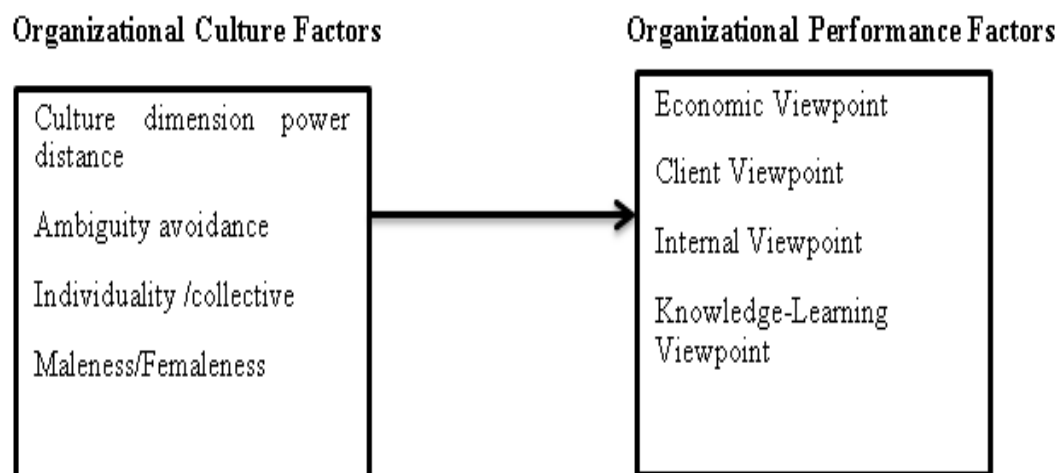 Organizational Culture Factors
Organizational Performance Factors
Culture dimension power
distance
Ambiguity avoidance
Individuality /collective
Maleness/Femaleness
Economic Viewpoint
Client Viewpoint
Internal Viewpoint
Knowledge-Learning
Viewpoint